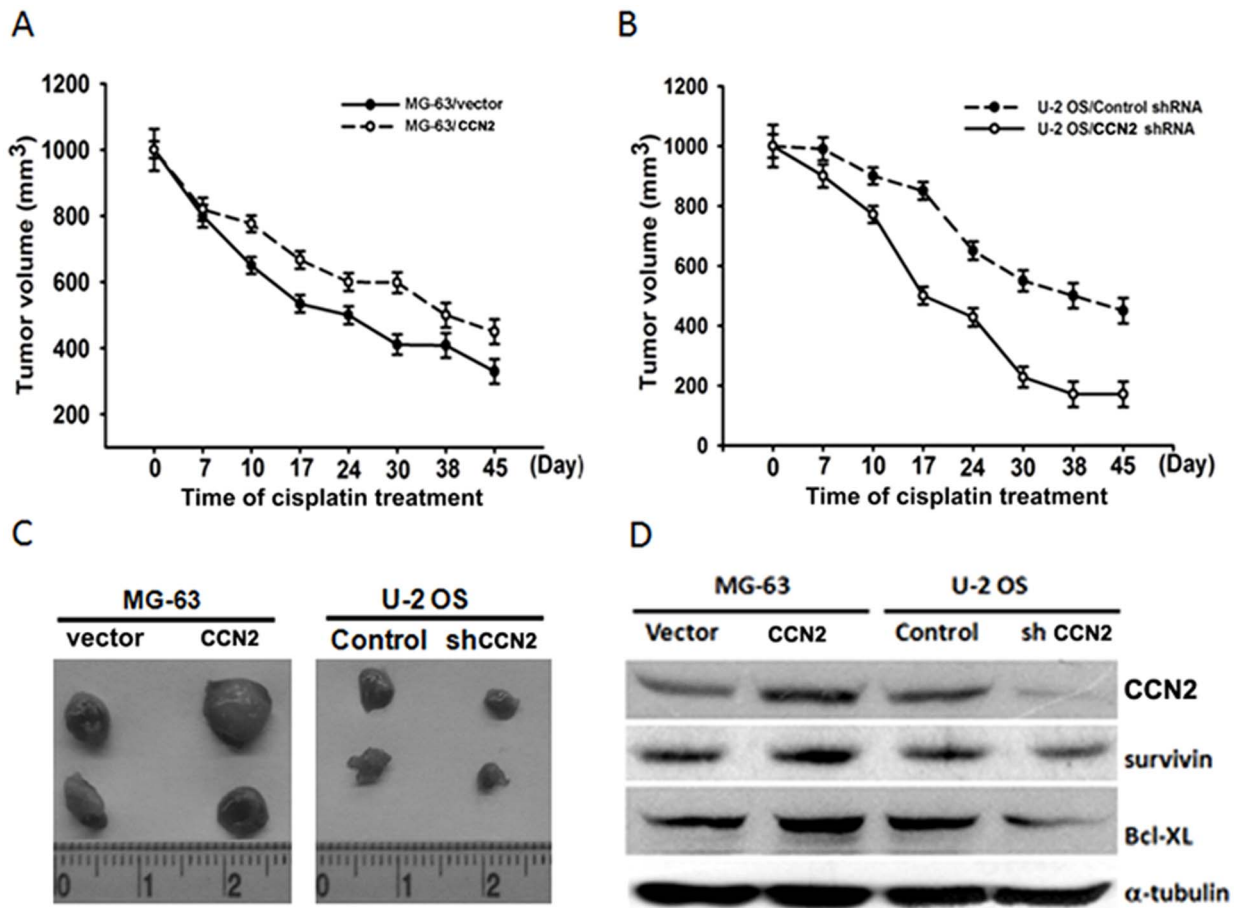 A
1200
1000
800
600
400
200
Tumor volume (mm3)
MG-63/vector
MG-63/CCN2
0 7 10 17 24 30 38 45 (Day)
Time of cisplatin treatment
B
1200
1000
800
600
400
200
0
Tumor volume (mm3)
U-2 OS/Control shRNA
U-2 OS/CCN2 shRNA
0 7 10 17 24 30 38 45 (Day)
Time of cisplatin treatment
C
MG-63
vector CCN2
0 1 2
U-2 OS
Control shCCN2
0 1 2
D
MG-63 U-2 OS
Vector CCN2 Control sh CCN2
CCN2
survivin
Bcl-XL
α-tubulin